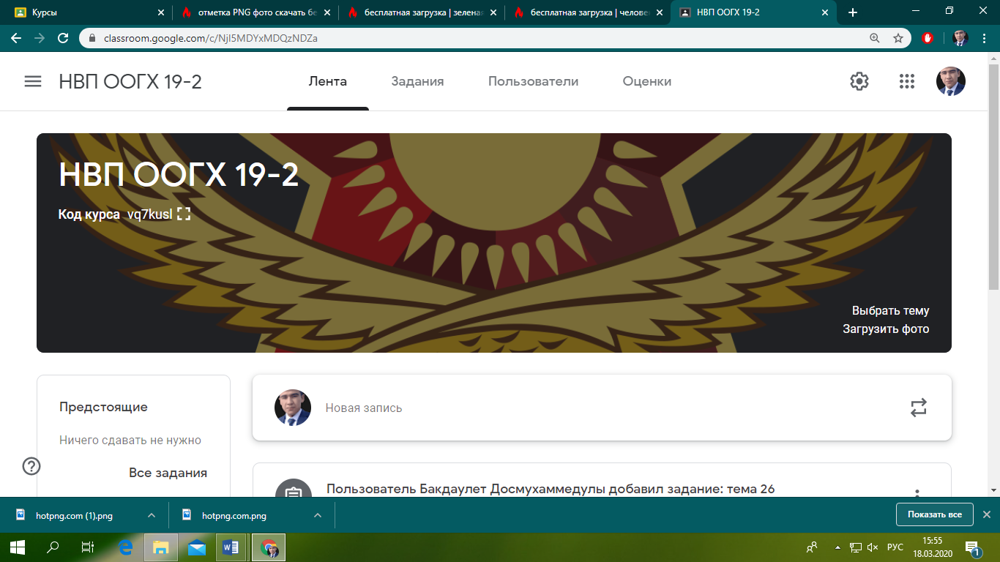 Курсы
отметка PNG фото скачать бе
бесплатная загрузка | зеленая
бесплатная загрузка | челове
НВП ООГХ 19-2
classroom.google.com/c/NjI5MDYxMDQzNDZa
НВП ООГХ 19-2
Лента
Задания
Пользователи
Оценки
НВП ООГХ 19-2
Код курса vq7kusl
Выбрать тему
Загрузить фото
Предстоящие
Ничего сдавать не нужно
Все задания
Новая запись
Пользователь Бакдаулет Досмухаммедулы добавил задание: тема 26
hotpng.com (1).png
hotpng.com.png
Показать все
РУС
15:55
18.03.2020
1